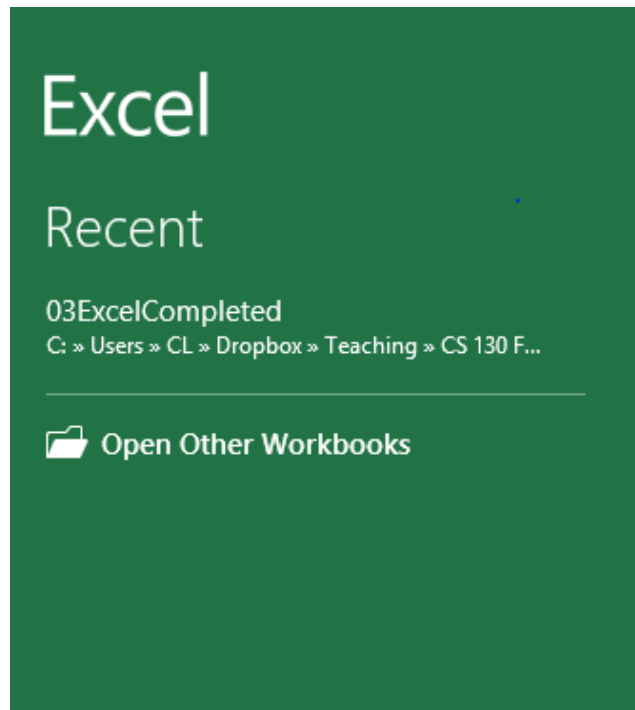 Excel
Recent
03ExcelCompleted
C: » Users » CL » Dropbox » Teaching » CS 130 F...
Open Other Workbooks